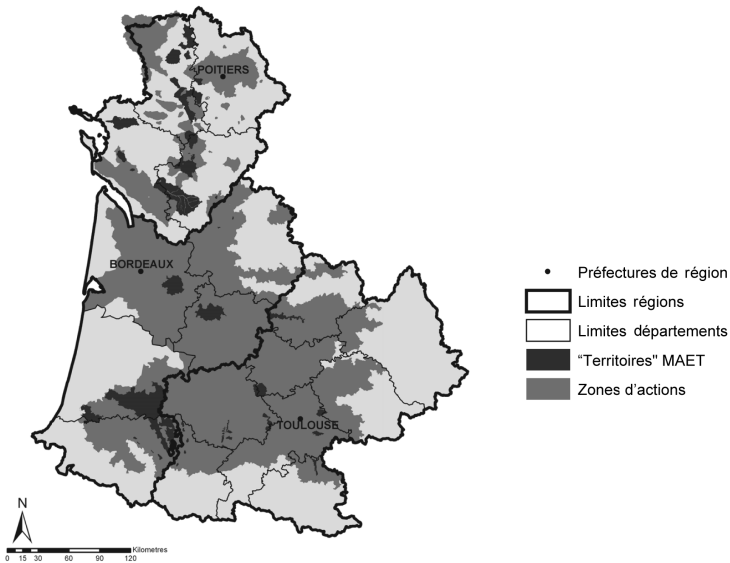 POITIERS
BORDEAUX
TOULOUSE
Préfectures de région
Limites régions
Limites départements
“Territoires" MAET
Zones d’actions
N
Kilometres
0 15 30 60 90 120